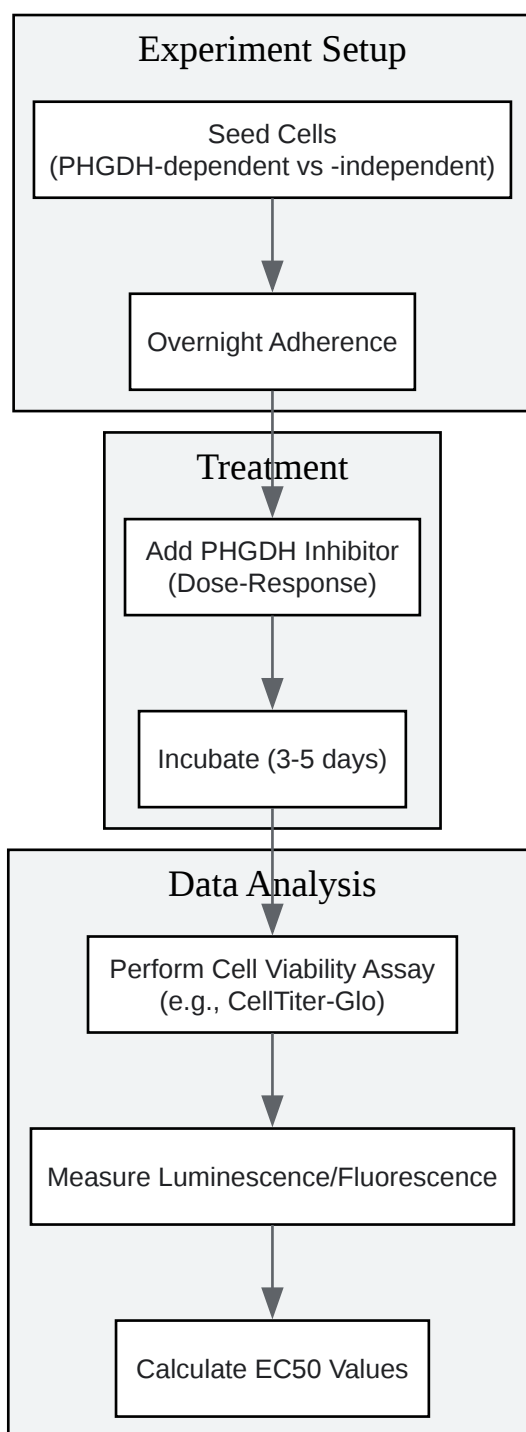 Experiment Setup
Seed Cells
(PHGDH-dependent vs -independent)
Overnight Adherence
Treatment
Add PHGDH Inhibitor
(Dose-Response)
Incubate (3-5 days)
Data Analysis
Perform Cell Viability Assay
(e.g., CellTiter-Glo)
Measure Luminescence/Fluorescence
Calculate EC50 Values